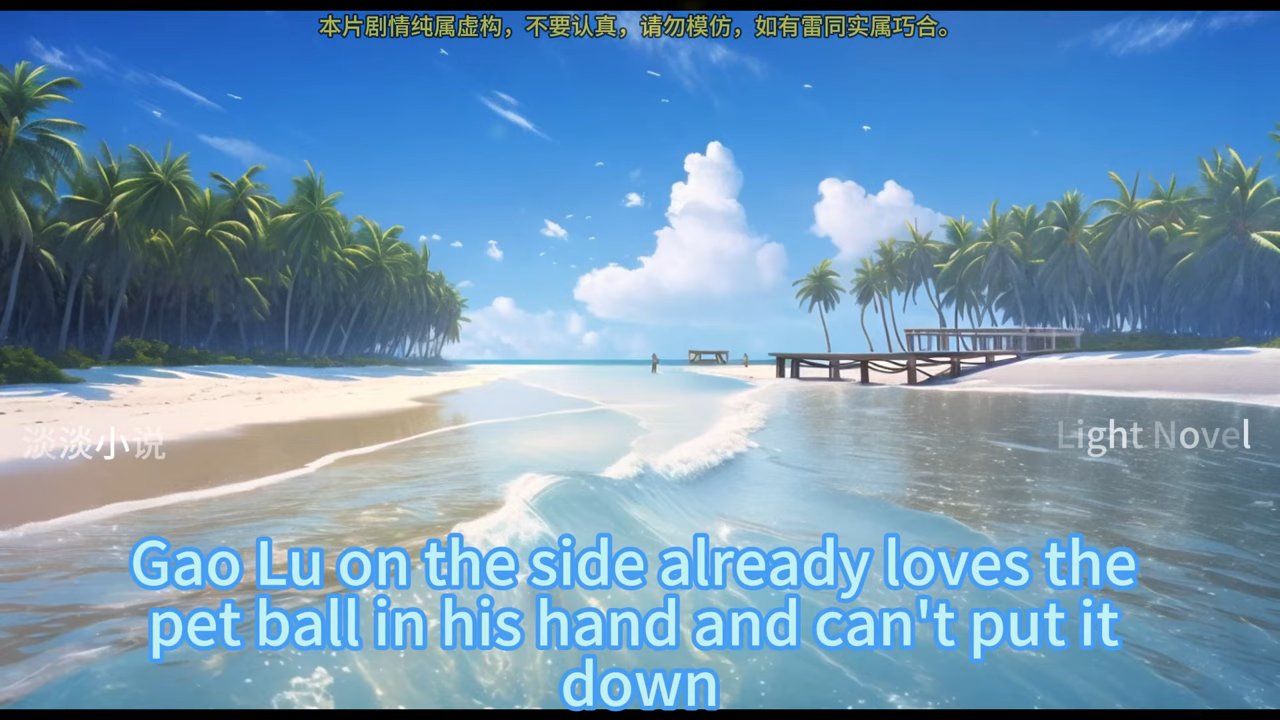 本片剧情纯属虚构，不要认真，请勿模仿，如有雷同实属巧合。
淡淡小说
Light Novel
Gao Lu on the side already loves the
pet ball in his hand and can't put it
down